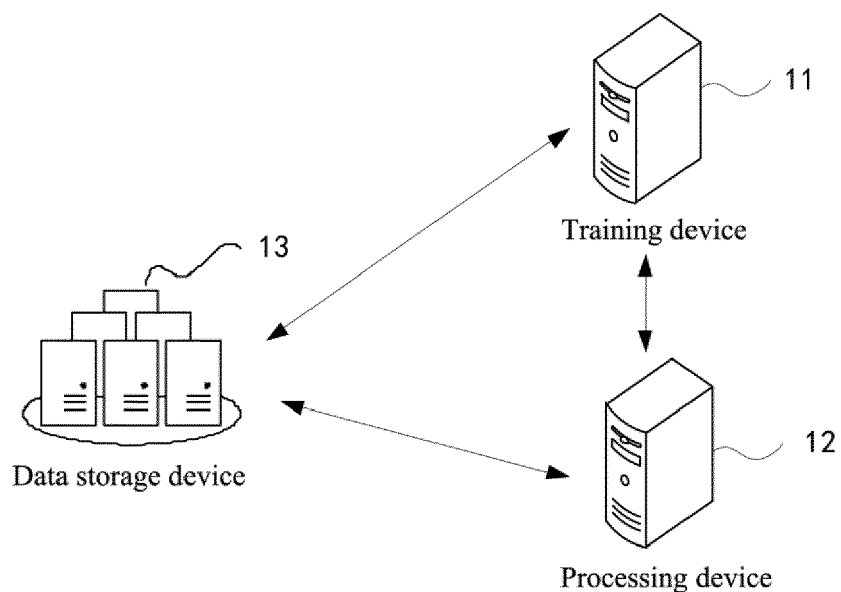 11
Training device
13
Data storage device
12
Processing device